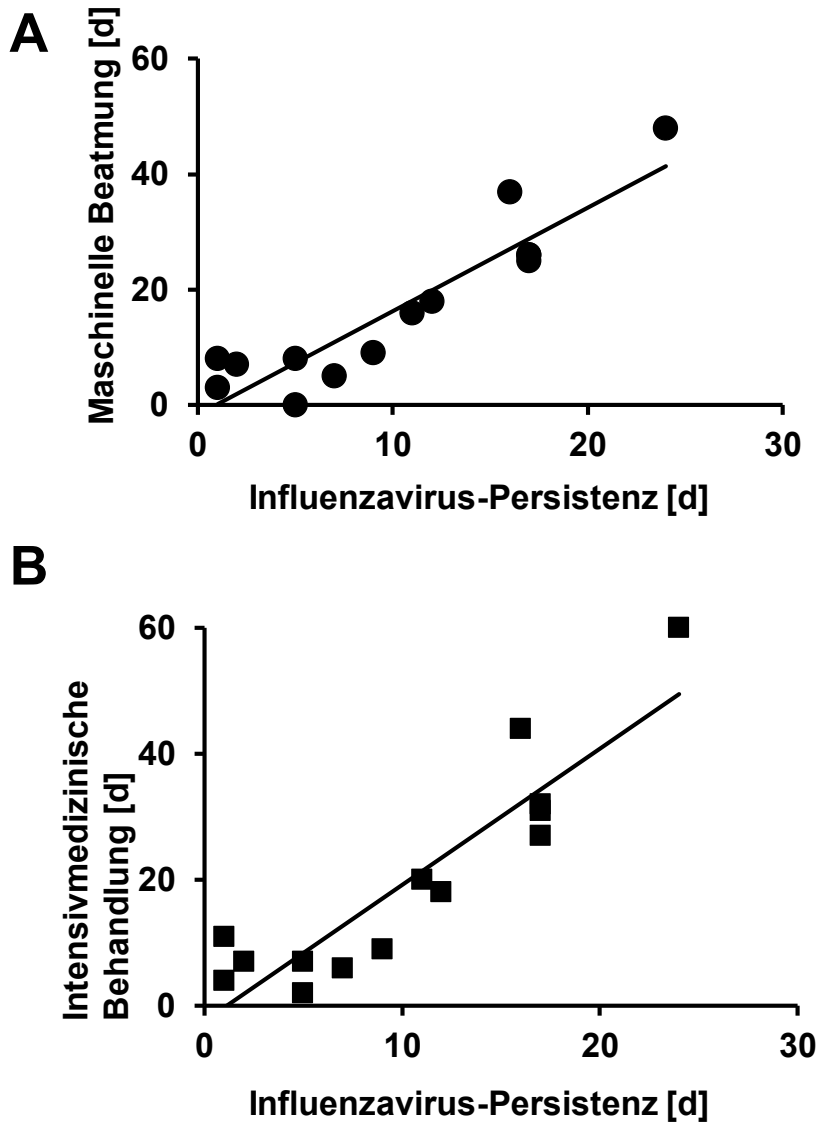 A
Maschinelle Beatmung [d]
60
40
20
0
0 10 20 30
Influenzavirus-Persistenz [d]
B
Intensivmedizinische
Behandlung [d]
60
40
20
0
0 10 20 30
Influenzavirus-Persistenz [d]